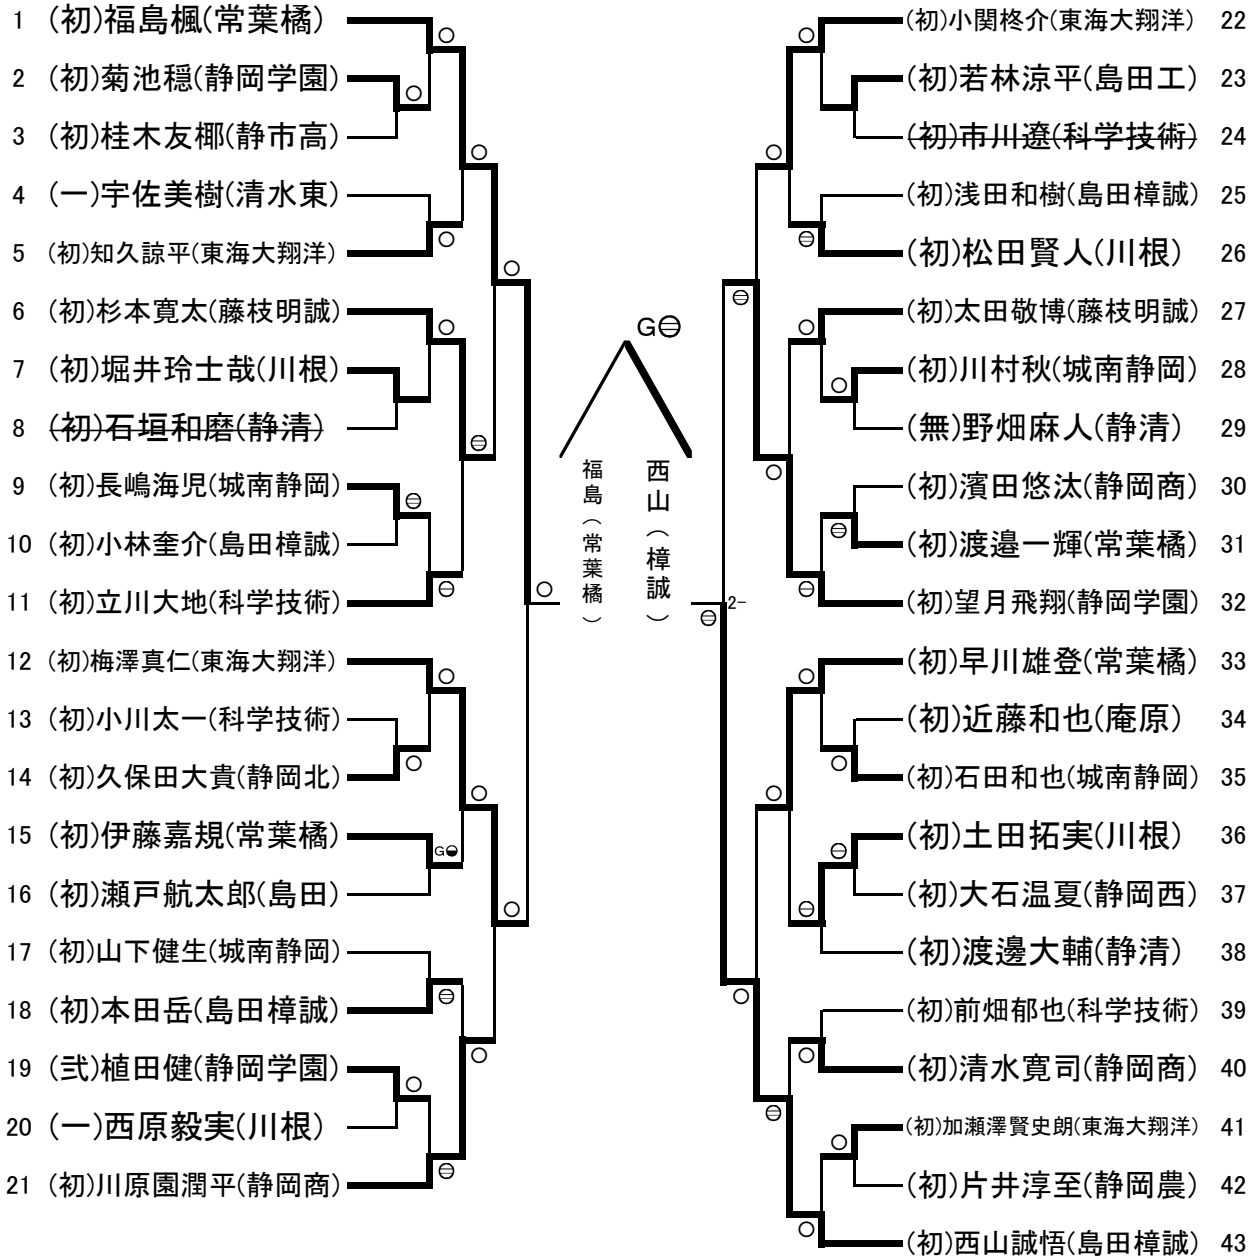 1 (初)福島楓(常葉橘)
2 (初)菊池穏(静岡学園)
3 (初)桂木友椰(静市高)
4 (一)宇佐美樹(清水東)
5 (初)知久諒平(東海大翔洋)
6 (初)杉本寛太(藤枝明誠)
7 (初)堀井玲士哉(川根)
8 (初)石垣和磨(静清)
9 (初)長嶋海児(城南静岡)
10 (初)小林奎介(島田樟誠)
11 (初)立川大地(科学技術)
12 (初)梅澤真仁(東海大翔洋)
13 (初)小川太一(科学技術)
14 (初)久保田大貴(静岡北)
15 (初)伊藤嘉規(常葉橘)
G
16 (初)瀬戸航太郎(島田)
17 (初)山下健生(城南静岡)
18 (初)本田岳(島田樟誠)
19 (弐)植田健(静岡学園)
20 (一)西原毅実(川根)
21 (初)川原園潤平(静岡商)
G
福島(常葉橘)
西山(樟誠)
2-
(初)小関柊介(東海大翔洋) 22
(初)若林涼平(島田工) 23
(初)市川遼(科学技術) 24
(初)浅田和樹(島田樟誠) 25
(初)松田賢人(川根) 26
(初)太田敬博(藤枝明誠) 27
(初)川村秋(城南静岡) 28
(無)野畑麻人(静清) 29
(初)濱田悠汰(静岡商) 30
(初)渡邉一輝(常葉橘) 31
(初)望月飛翔(静岡学園) 32
(初)早川雄登(常葉橘) 33
(初)近藤和也(庵原) 34
(初)石田和也(城南静岡) 35
(初)土田拓実(川根) 36
(初)大石温夏(静岡西) 37
(初)渡邊大輔(静清) 38
(初)前畑郁也(科学技術) 39
(初)清水寛司(静岡商) 40
(初)加瀬澤賢史朗(東海大翔洋) 41
(初)片井淳至(静岡農) 42
(初)西山誠悟(島田樟誠) 43